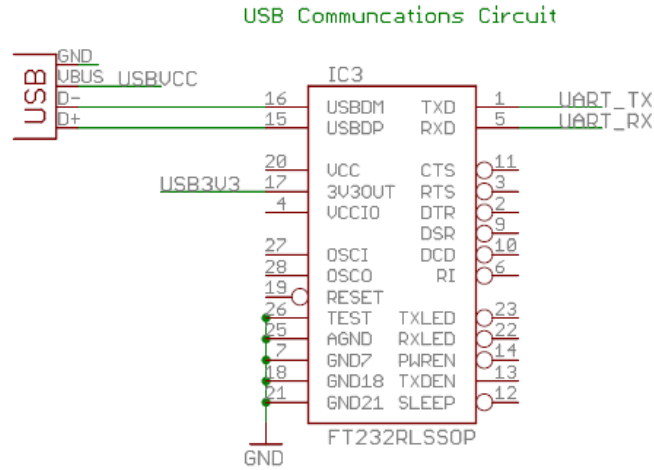 USB Communcations Circuit
USB
GND
VBUS USBVCC
D-
D+
IC3
16 USBDM TXD 1 UART_TX
15 USBDP RXD 5 UART_RX
20 VCC CTS 11
USB3V3 17 3V3OUT RTS 3
4 VCCIO DTR 2
DSR 9
27 OSCI DCD 10
28 OSCO RI 6
19 RESET
26 TEST TXLED 23
25 AGND RXLED 22
7 GND7 PWREN 14
18 GND18 TXDEN 13
21 GND21 SLEEP 12
FT232RLSSOP
GND